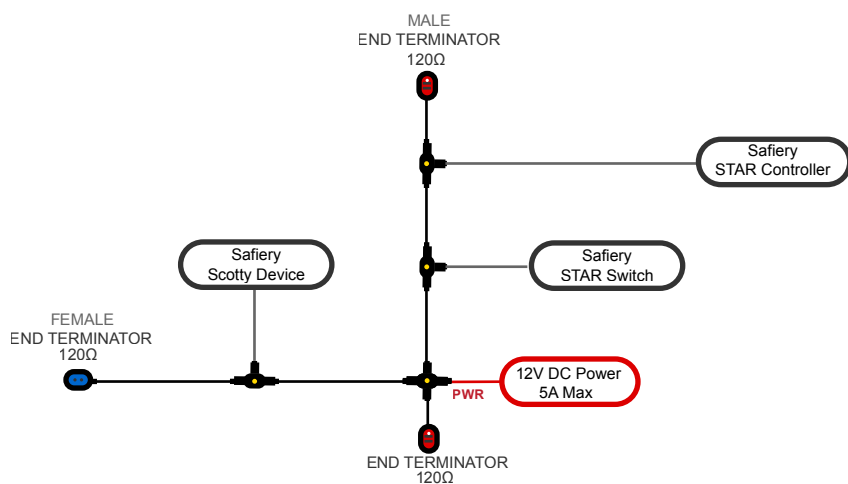 MALE
END TERMINATOR
120Ω
Safiery
STAR Controller
Safiery
Scotty Device
Safiery
STAR Switch
FEMALE
END TERMINATOR
120Ω
PWR
12V DC Power
5A Max
END TERMINATOR
120Ω